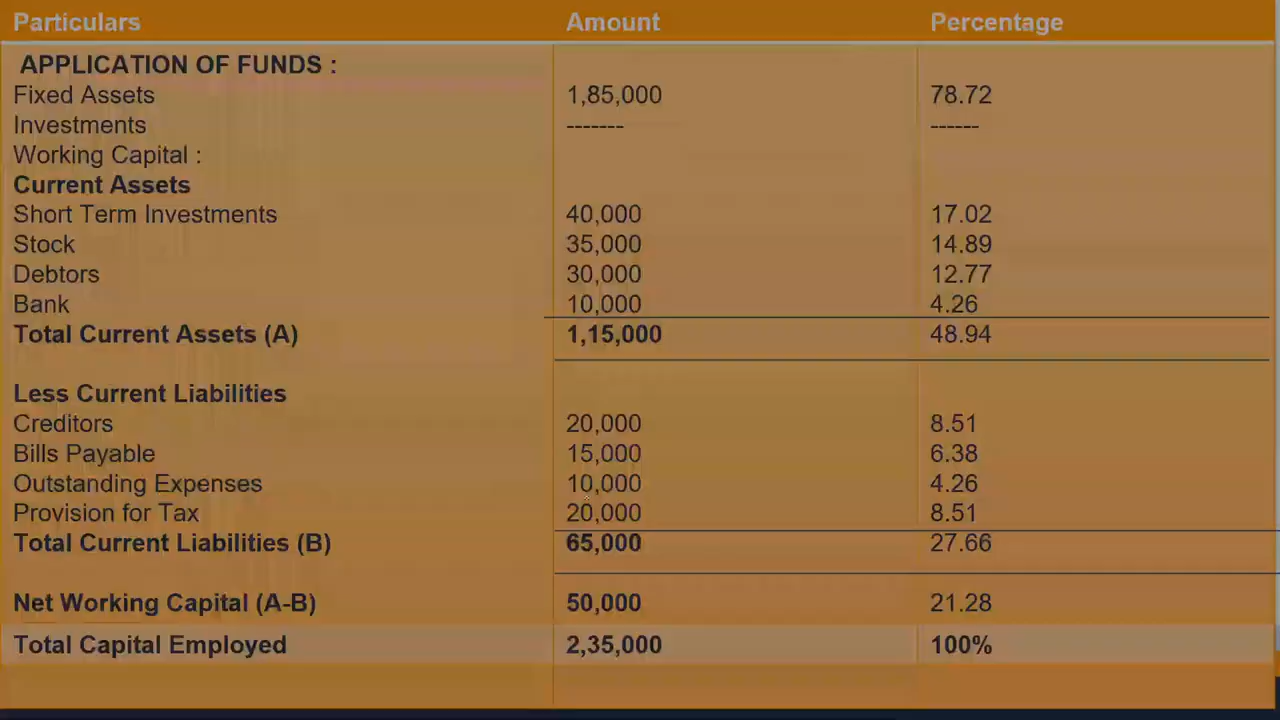 Particulars Amount Percentage
APPLICATION OF FUNDS :
Fixed Assets 1,85,000 78.72
Investments ------- ------
Working Capital :
Current Assets
Short Term Investments 40,000 17.02
Stock 35,000 14.89
Debtors 30,000 12.77
Bank 10,000 4.26
Total Current Assets (A) 1,15,000 48.94
Less Current Liabilities
Creditors 20,000 8.51
Bills Payable 15,000 6.38
Outstanding Expenses 10,000 4.26
Provision for Tax 20,000 8.51
Total Current Liabilities (B) 65,000 27.66
Net Working Capital (A-B) 50,000 21.28
Total Capital Employed 2,35,000 100%